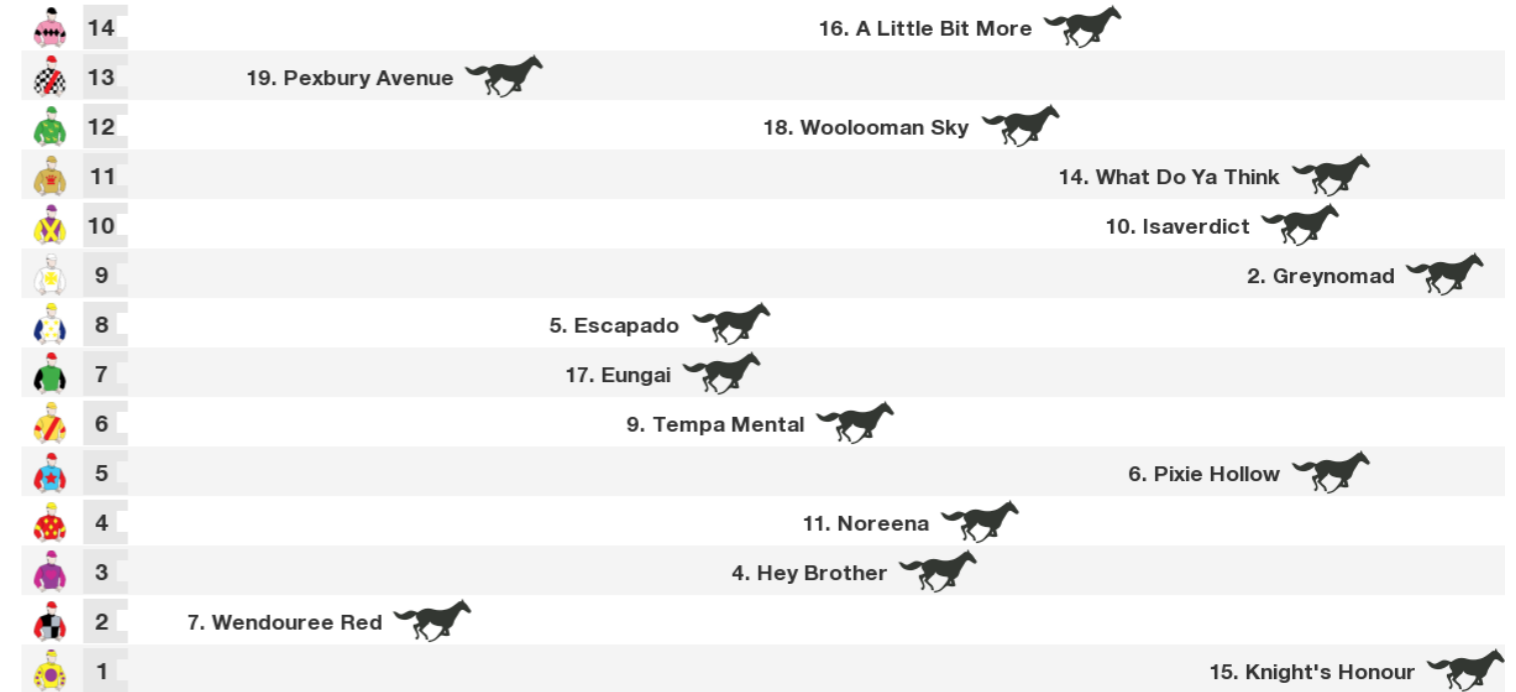 14 16. A Little Bit More
13 19. Pexbury Avenue
12 18. Woolooman Sky
11 14. What Do Ya Think
10 10. Isaverdict
9 2. Greynomad
8 5. Escapado
7 17. Eungai
6 9. Tempa Mental
5 6. Pixie Hollow
4 11. Noreena
3 4. Hey Brother
2 7. Wendouree Red
1 15. Knight's Honour